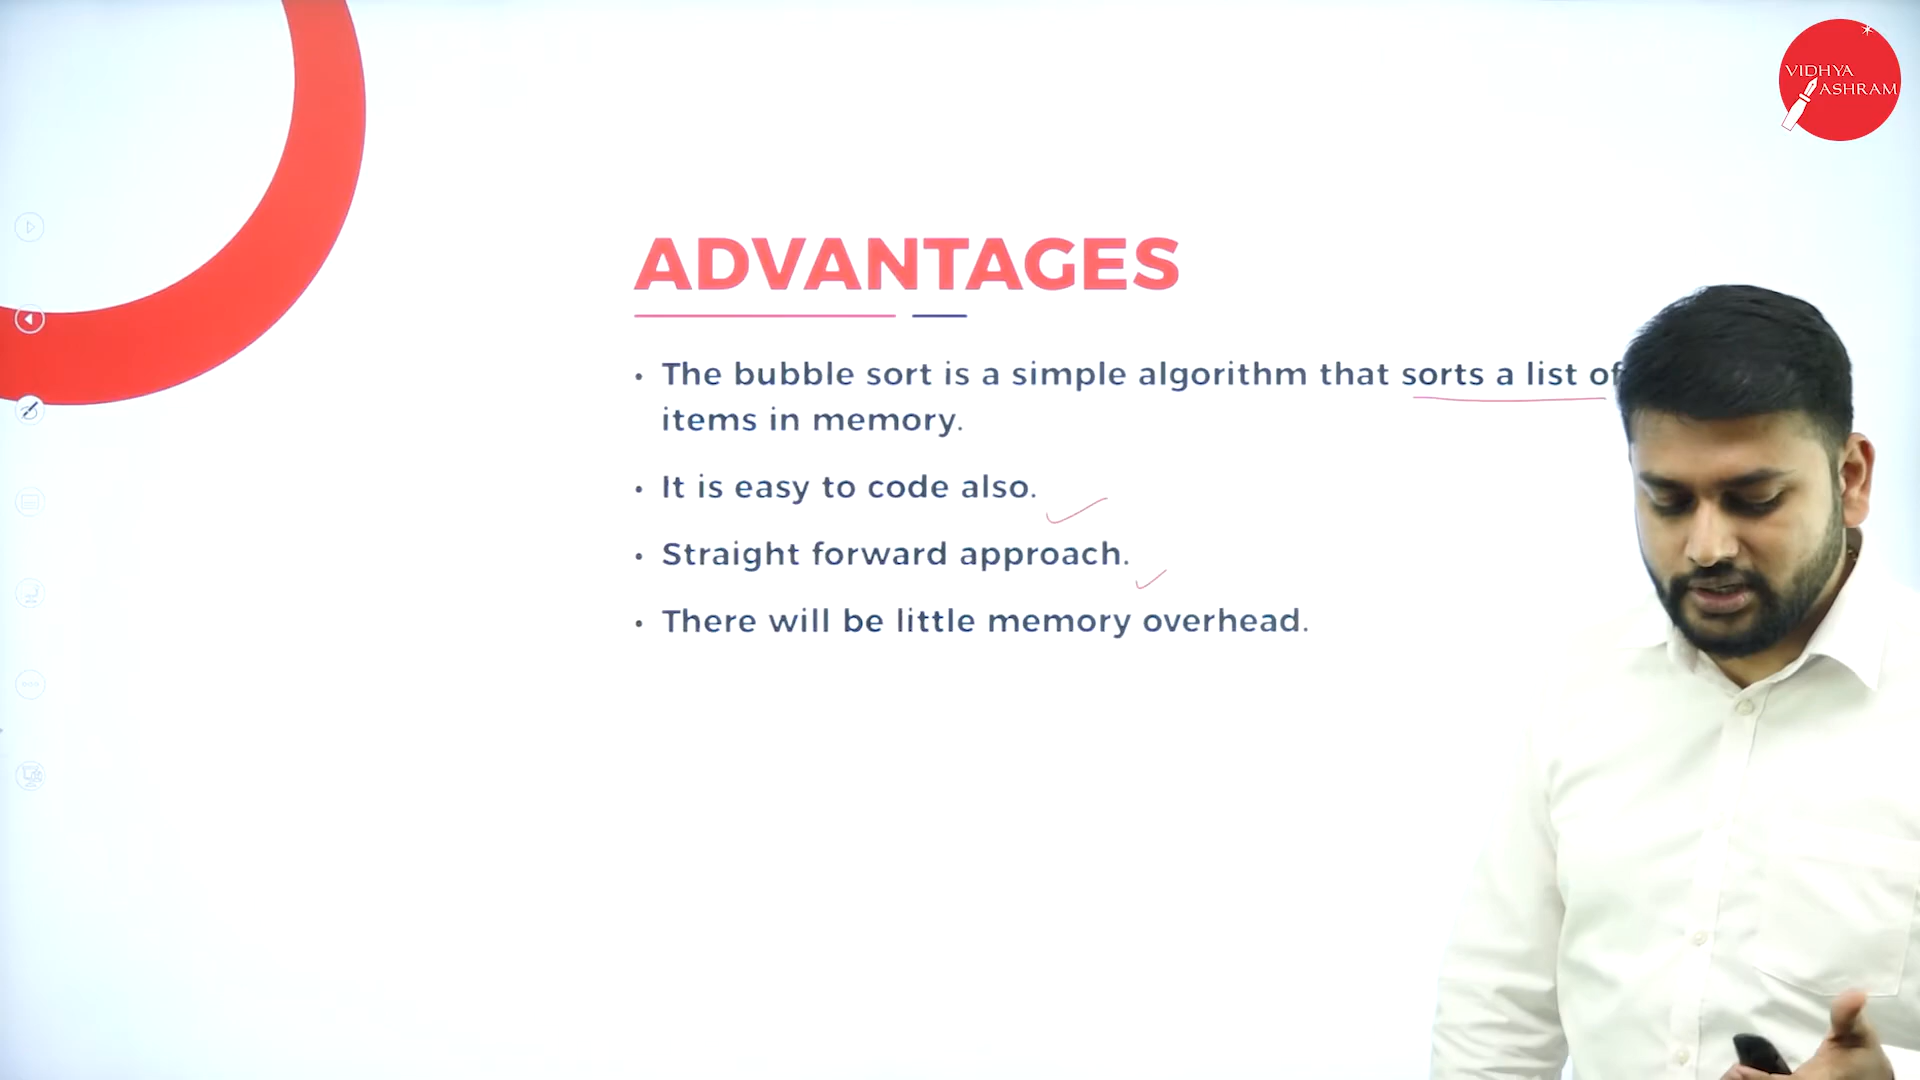 VIDHYA
ASHRAM
ADVANTAGES
• The bubble sort is a simple algorithm that sorts a list of
items in memory.
• It is easy to code also.
• Straight forward approach.
• There will be little memory overhead.